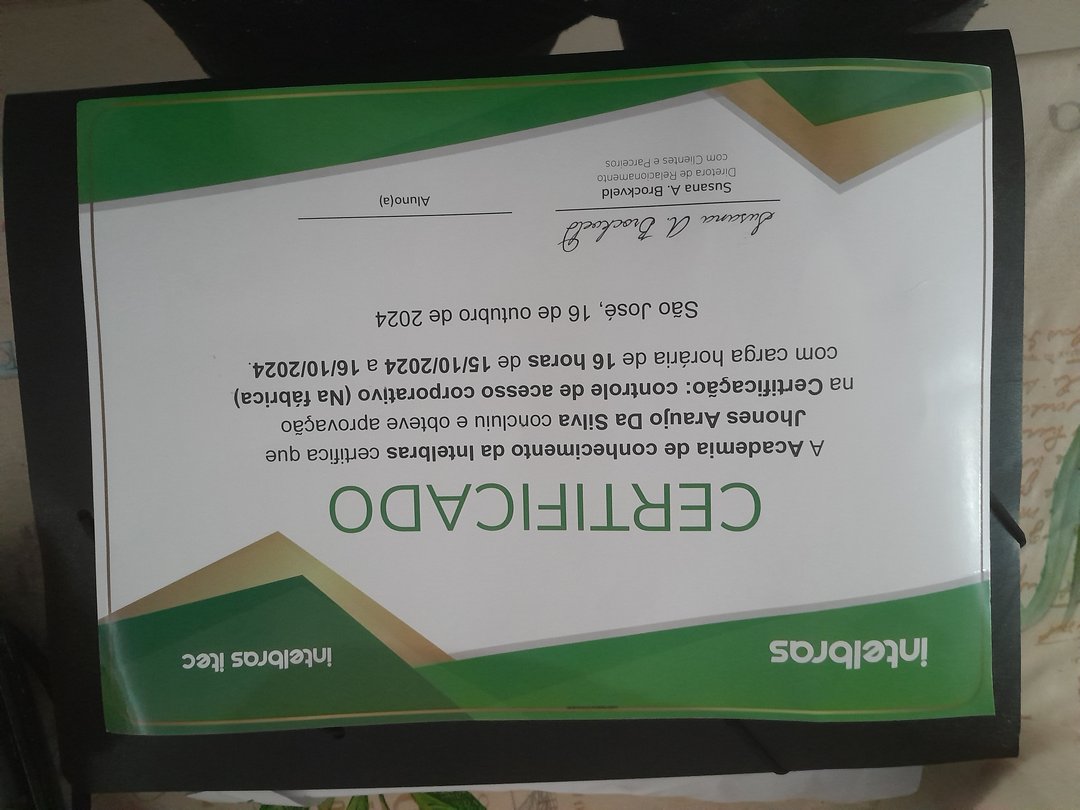 intelbras
intelbras itec
CERTIFICADO
A Academia de conhecimento da Intelbras certifica que
Jhones Araujo Da Silva concluiu e obteve aprovação
na Certificação: controle de acesso corporativo (Na fábrica)
com carga horária de 16 horas de 15/10/2024 a 16/10/2024.
São José, 16 de outubro de 2024
Susana A. Brockveld
Susana A. Brockveld
Diretora de Relacionamento
com Clientes e Parceiros
Aluno(a)